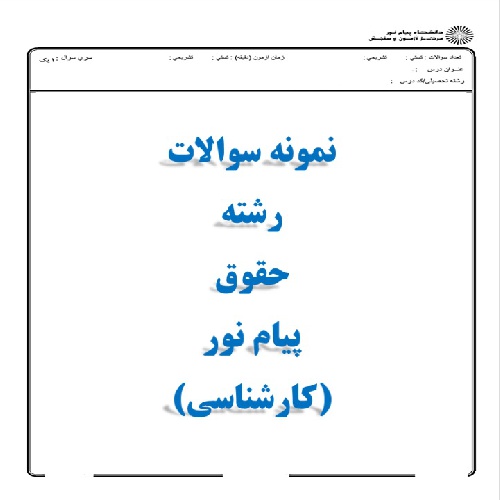 دانشگاه پیام نور
مرکز آزمون و سنجش
تعداد سوالات : تستی : تشریحی : زمان آزمون (دقیقه) : تستی : تشریحی : سری سوال : ۱ یک
عنوان درس :
رشته تحصیلی/کد درس :
نمونه سوالات
رشته
حقوق
پیام نور
(کارشناسی)